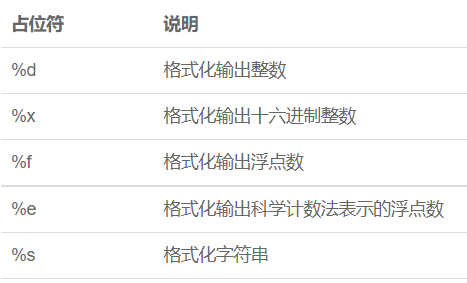 占位符 说明
%d 格式化输出整数
%x 格式化输出十六进制整数
%f 格式化输出浮点数
%e 格式化输出科学计数法表示的浮点数
%s 格式化字符串